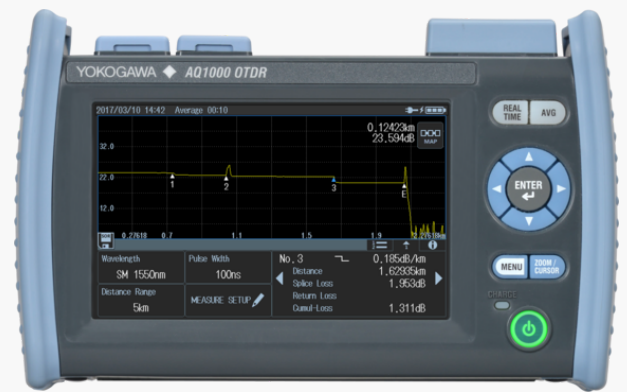 YOKOGAWA ◆ AQ1000 OTDR
2017/03/10 14:42 Average 00:10
0.12423km
23.594dB
MAP
32.0
22.0
12.0
1
2
3
E
0.27618 0.7 1.1 1.5 1.9
Wavelength
SM 1550nm
Pulse Width
100ns
Distance Range
5km
MEASURE SETUP
No. 3 0.185dB/km
Distance 1.62935km
Splice Loss 1.953dB
Return Loss
Cumul-Loss 1.311dB
REAL TIME
AVG
ENTER
MENU
ZOOM / CURSOR
CHARGE